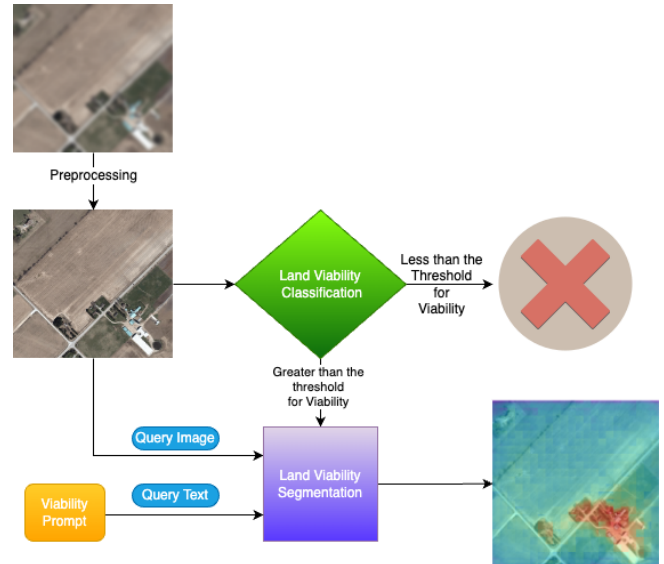 Preprocessing
Land Viability
Classification
Less than the
Threshold
for
Viability
Greater than the
threshold
for Viability
Query Image
Land Viability
Segmentation
Viability
Prompt
Query Text